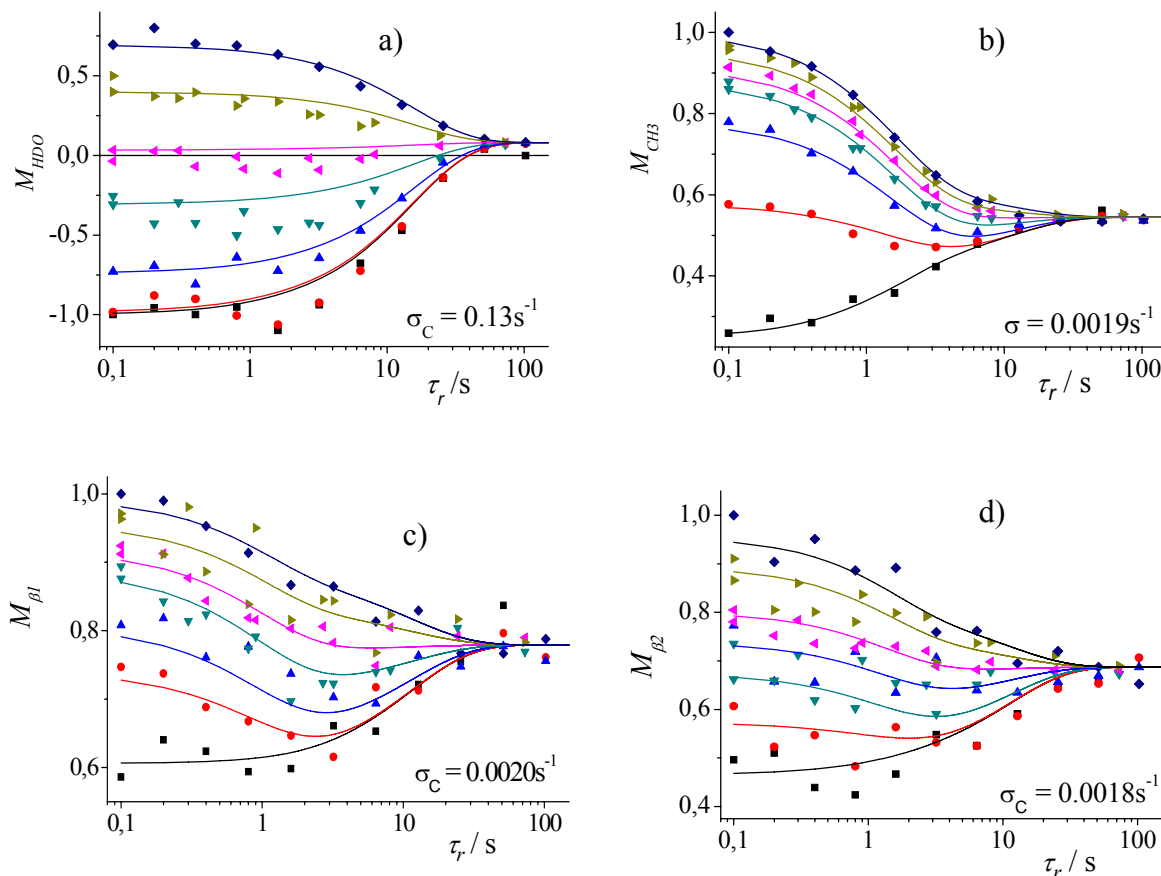 a)
M_HDO
0,5
0,0
-0,5
-1,0
σ_C = 0.13s⁻¹
0,1 1 10 100
τ_r / s
b)
M_CH3
1.0
0.8
0.6
0.4
σ = 0.0019s⁻¹
0,1 1 10 100
τ_r / s
c)
M_β1
1,0
0,8
0,6
σ_C = 0.0020s⁻¹
0,1 1 10 100
τ_r / s
d)
M_β2
1,0
0,8
0,6
0,4
σ_C = 0.0018s⁻¹
0,1 1 10 100
τ_r / s